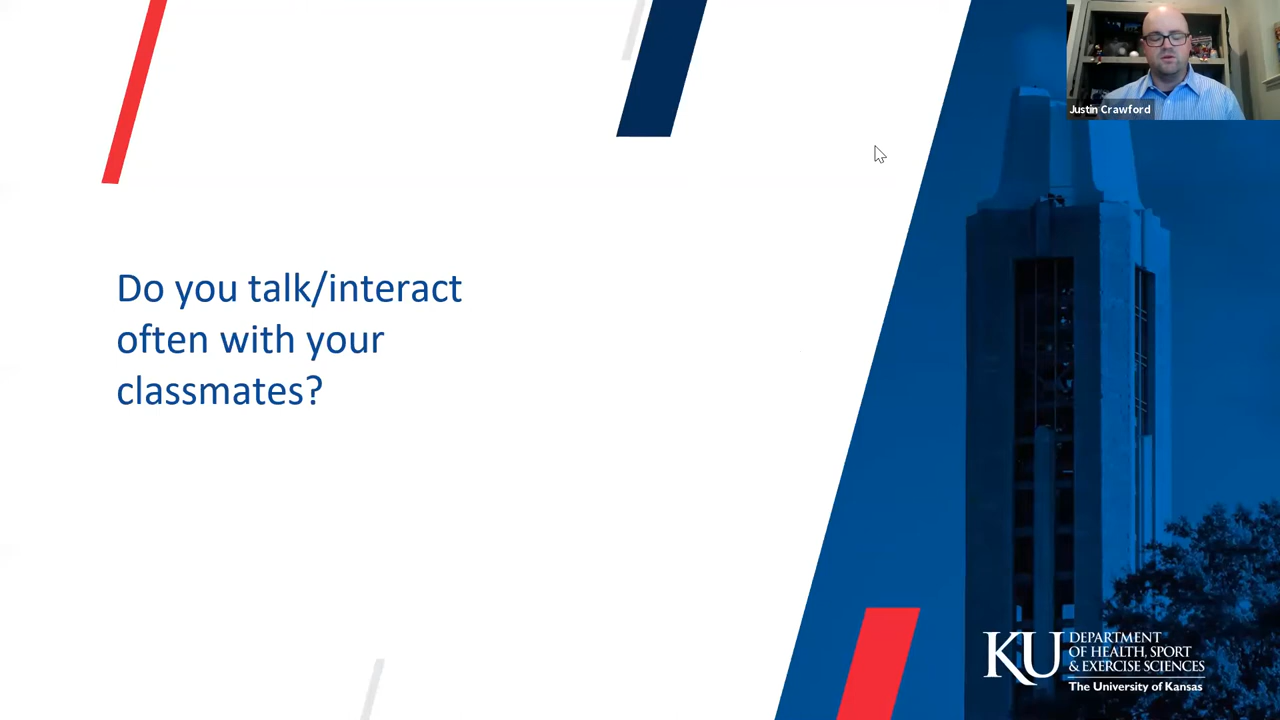 Justin Crawford
Do you talk/interact
often with your
classmates?
KU
DEPARTMENT
OF HEALTH, SPORT
& EXERCISE SCIENCES
The University of Kansas